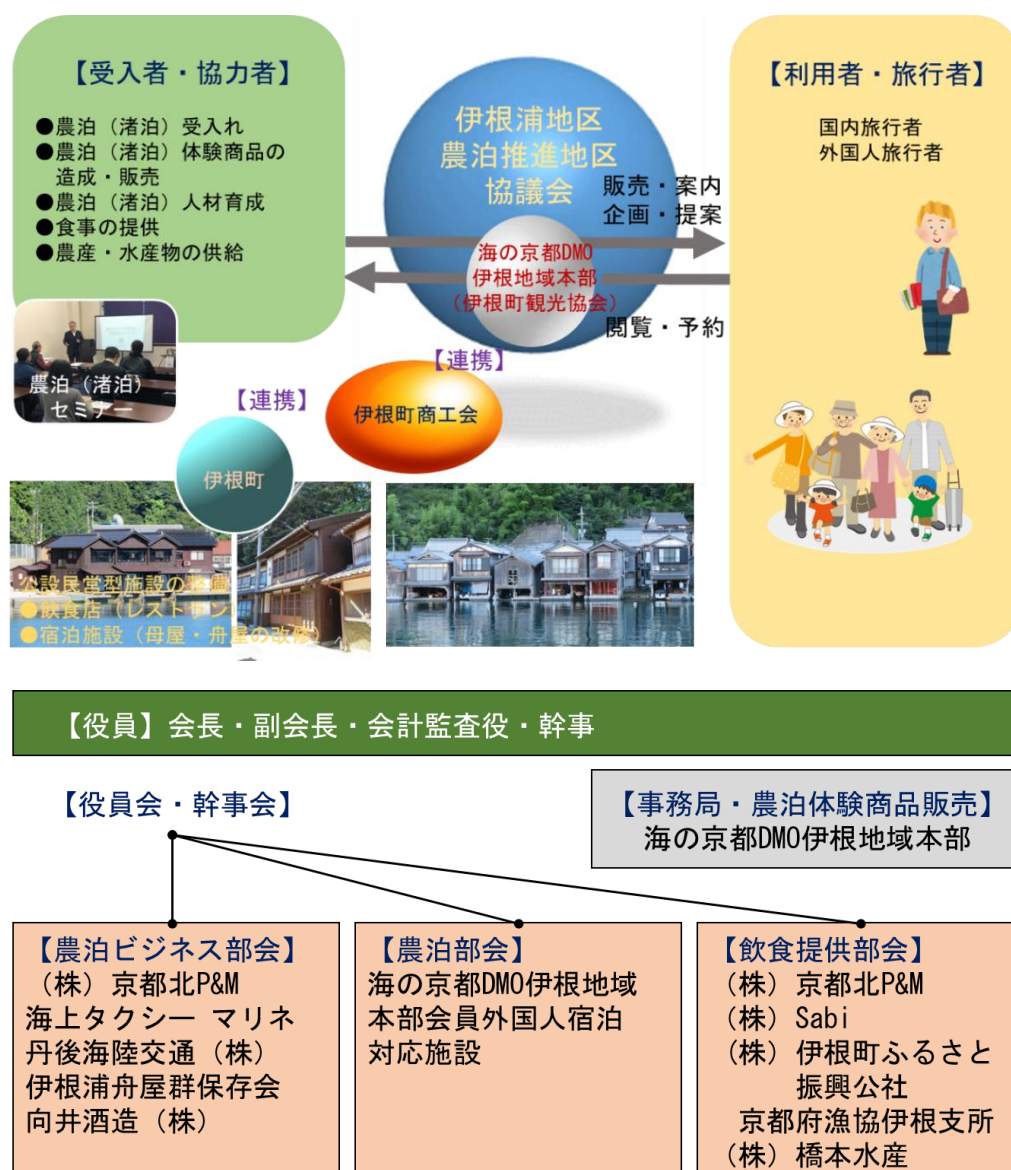 【受入者・協力者】
●農泊（渚泊）受入れ
●農泊（渚泊）体験商品の
造成・販売
●農泊（渚泊）人材育成
●食事の提供
●農産・水産物の供給
農泊（渚泊）
セミナー
伊根浦地区
農泊推進地区
協議会
販売・案内
企画・提案
海の京都DMO
伊根地域本部
（伊根町観光協会）
閲覧・予約
【連携】
伊根町商工会
【連携】
伊根町
公設民営型施設の整備
●飲食店（レストラン）
●宿泊施設（母屋・舟屋の改修）
【利用者・旅行者】
国内旅行者
外国人旅行者
【役員】会長・副会長・会計監査役・幹事
【役員会・幹事会】
【事務局・農泊体験商品販売】
海の京都DMO伊根地域本部
【農泊ビジネス部会】
（株）京都北P&M
海上タクシー マリネ
丹後海陸交通（株）
伊根浦舟屋群保存会
向井酒造（株）
【農泊部会】
海の京都DMO伊根地域
本部会員外国人宿泊
対応施設
【飲食提供部会】
（株）京都北P&M
（株）Sabi
（株）伊根町ふるさと
振興公社
京都府漁協伊根支所
（株）橋本水産